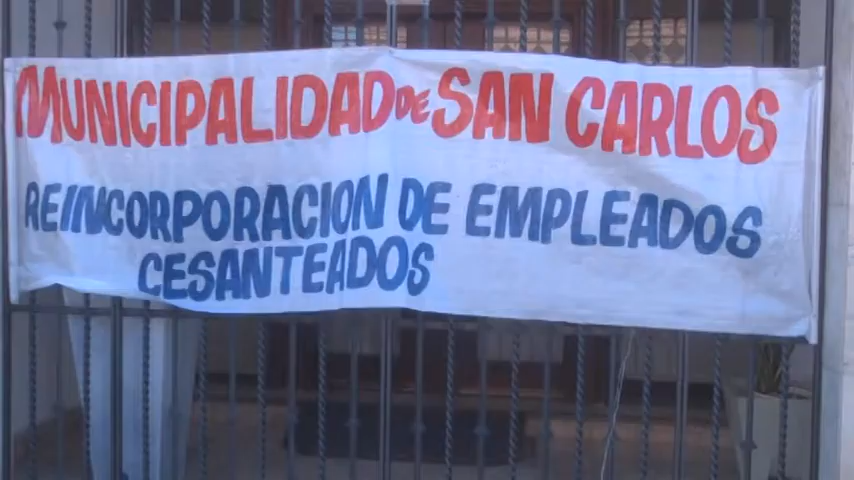 MUNICIPALIDAD DE SAN CARLOS
REINCORPORACION DE EMPLEADOS
CESANTEADOS